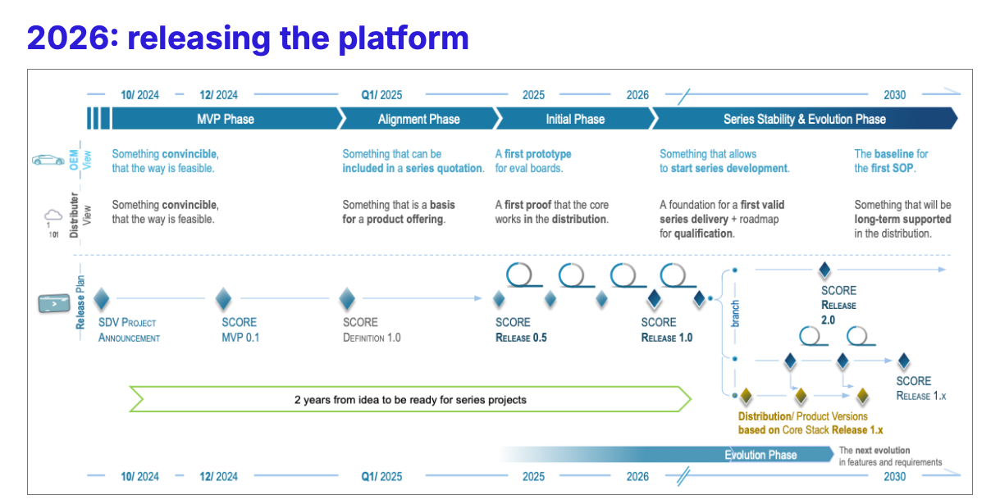 2026: releasing the platform
10/ 2024
12/ 2024
Q1/ 2025
2025
2026
2030
MVP Phase
Alignment Phase
Initial Phase
Series Stability & Evolution Phase
OEM
View
Something convincible,
that the way is feasible.
Something that can be
included in a series quotation.
A first prototype
for eval boards.
Something that allows
to start series development.
The baseline for
the first SOP.
Distributer
View
1
1 01
Something convincible,
that the way is feasible.
Something that is a basis
for a product offering.
A first proof that the core
works in the distribution.
A foundation for a first valid
series delivery + roadmap
for qualification.
Something that will be
long-term supported
in the distribution.
Release Plan
>
SDV PROJECT
ANNOUNCEMENT
SCORE
MVP 0.1
SCORE
DEFINITION 1.0
SCORE
RELEASE 0.5
SCORE
RELEASE 1.0
branch
SCORE
RELEASE
2.0
SCORE
RELEASE 1.x
Distribution/ Product Versions
based on Core Stack Release 1.x
2 years from idea to be ready for series projects
Evolution Phase
The next evolution
in features and requirements
10/ 2024
12/ 2024
Q1/ 2025
2025
2026
2030